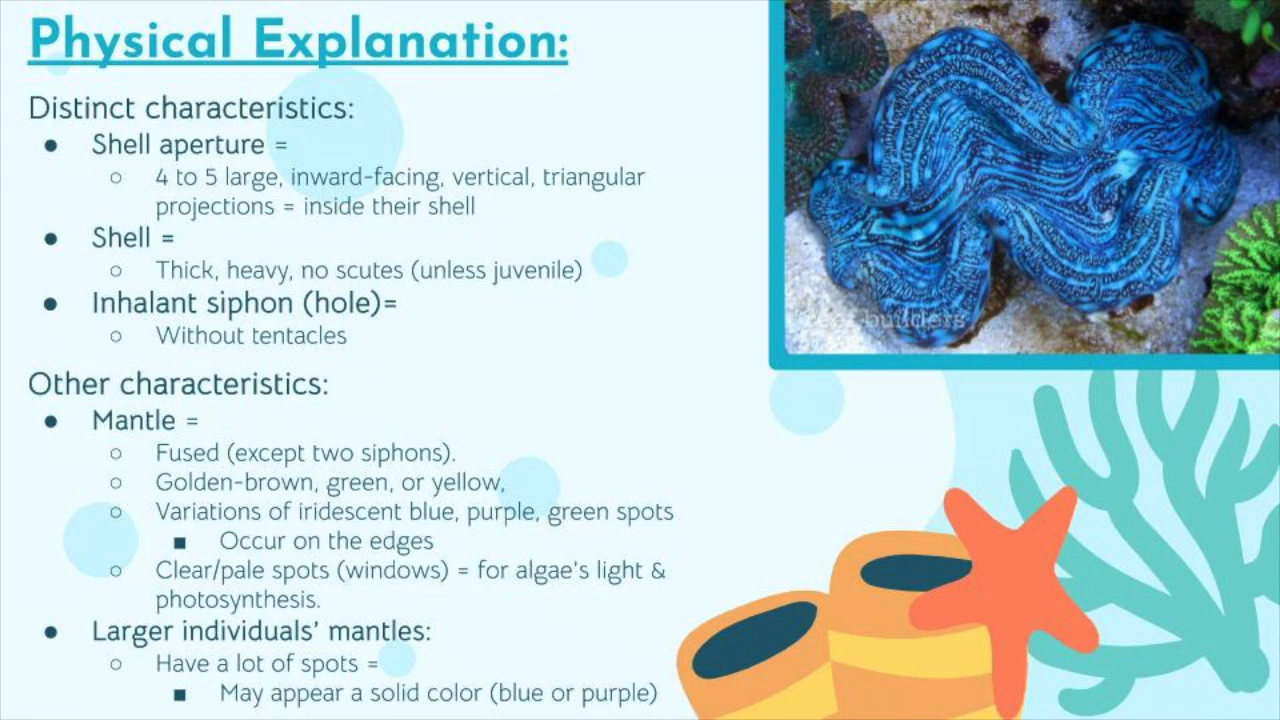 Physical Explanation:
Distinct characteristics:
● Shell aperture =
○ 4 to 5 large, inward-facing, vertical, triangular
projections = inside their shell
● Shell =
○ Thick, heavy, no scutes (unless juvenile)
● Inhalant siphon (hole)=
○ Without tentacles
Other characteristics:
● Mantle =
○ Fused (except two siphons).
○ Golden-brown, green, or yellow,
○ Variations of iridescent blue, purple, green spots
■ Occur on the edges
○ Clear/pale spots (windows) = for algae's light &
photosynthesis.
● Larger individuals' mantles:
○ Have a lot of spots =
■ May appear a solid color (blue or purple)
reef builders